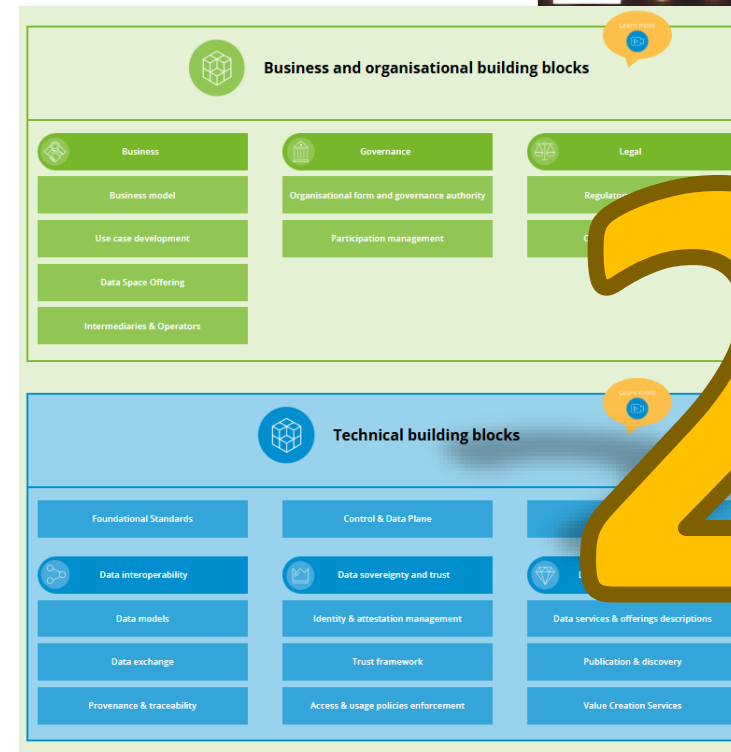 Learn more
Business and organisational building blocks
Business
Governance
Legal
Business model
Organisational form and governance authority
Use case development
Participation management
Data Space Offering
Intermediaries & Operators
2
Learn more
Technical building blocks
Foundational Standards
Control & Data Plane
Data interoperability
Data sovereignty and trust
Data models
Identity & attestation management
Data services & offerings descriptions
Data exchange
Trust framework
Publication & discovery
Provenance & traceability
Access & usage policies enforcement
Value Creation Services